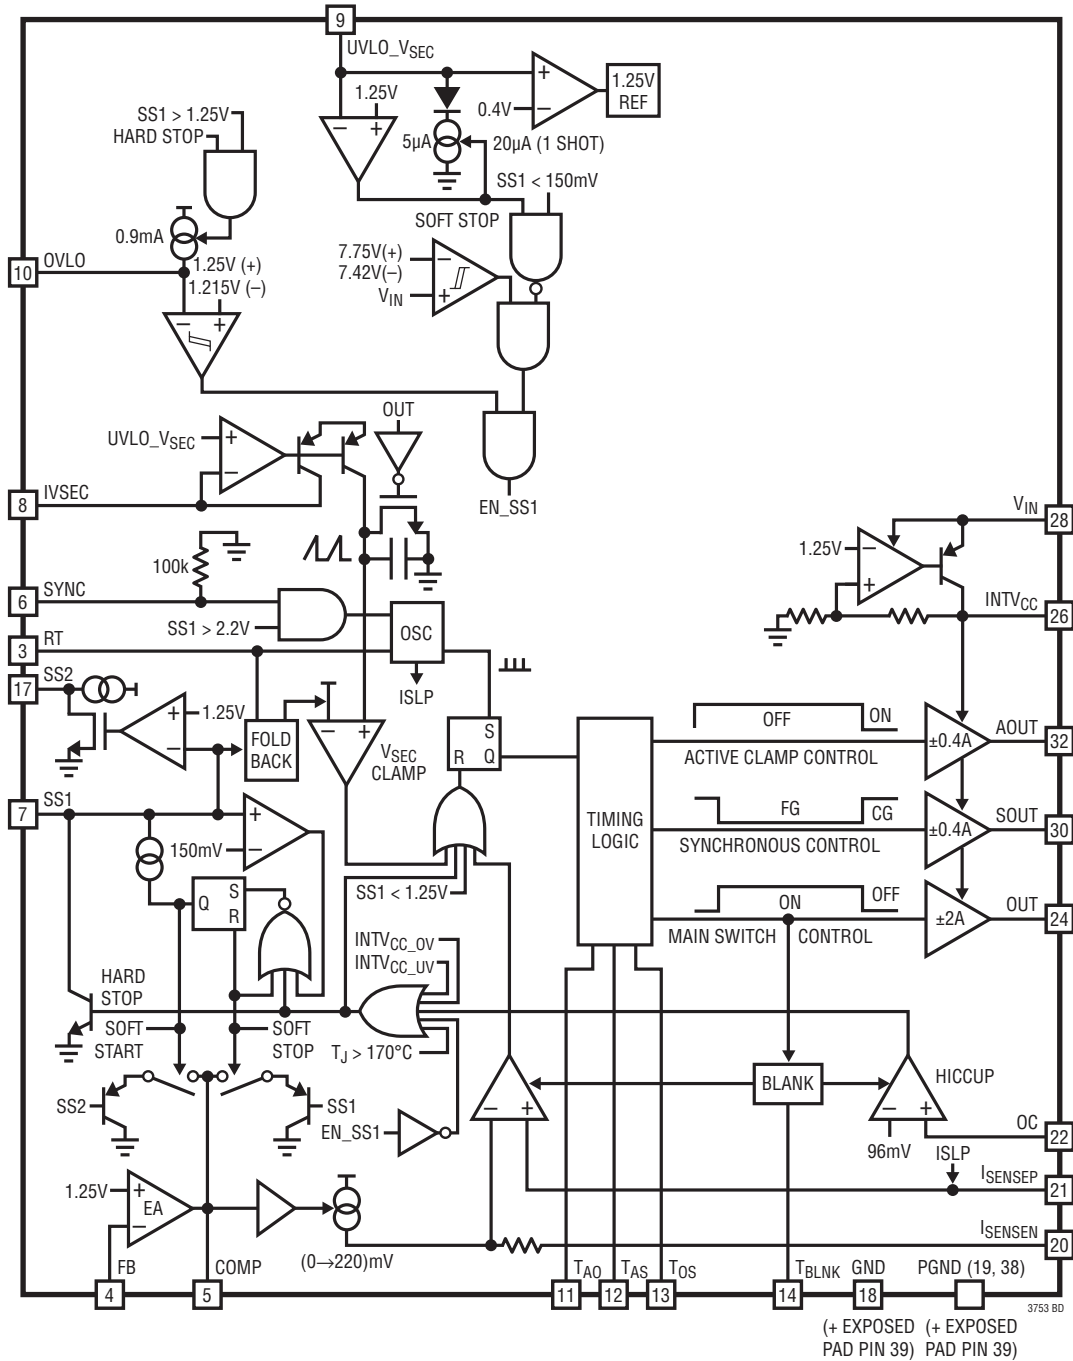 9
UVLO_VSEC
1.25V
+
1.25V
REF
0.4V
−
SS1 > 1.25V
HARD STOP
− +
5µA
20µA (1 SHOT)
SS1 < 150mV
SOFT STOP
0.9mA
7.75V(+)
7.42V(−)
VIN
−
+
10
OVLO
1.25V (+)
1.215V (−)
− +
OUT
UVLO_VSEC
+
−
8
IVSEC
EN_SS1
VIN
28
1.25V
−
+
100k
6
SYNC
INTVCC
26
SS1 > 2.2V
OSC
3
RT
ISLP
17
SS2
+
1.25V
−
FOLD
BACK
− +
VSEC
CLAMP
S
R Q
OFF
ON
±0.4A
AOUT
32
ACTIVE CLAMP CONTROL
7
SS1
+
150mV
−
TIMING
LOGIC
FG
CG
±0.4A
SOUT
30
SYNCHRONOUS CONTROL
SS1 < 1.25V
Q
S
R
ON
OFF
±2A
OUT
24
MAIN SWITCH CONTROL
INTVCC_OV
INTVCC_UV
HARD
STOP
SOFT
START
SOFT
STOP
TJ > 170°C
BLANK
HICCUP
SS2
SS1
EN_SS1
− +
− +
96mV
OC
22
ISLP
ISENSEP
21
1.25V
+
EA
−
(0→220)mV
ISENSEN
20
FB
COMP
TAO
TAS
TOS
TBLNK
GND
PGND (19, 38)
4
5
11
12
13
14
18
3753 BD
(+ EXPOSED
PAD PIN 39)
(+ EXPOSED
PAD PIN 39)